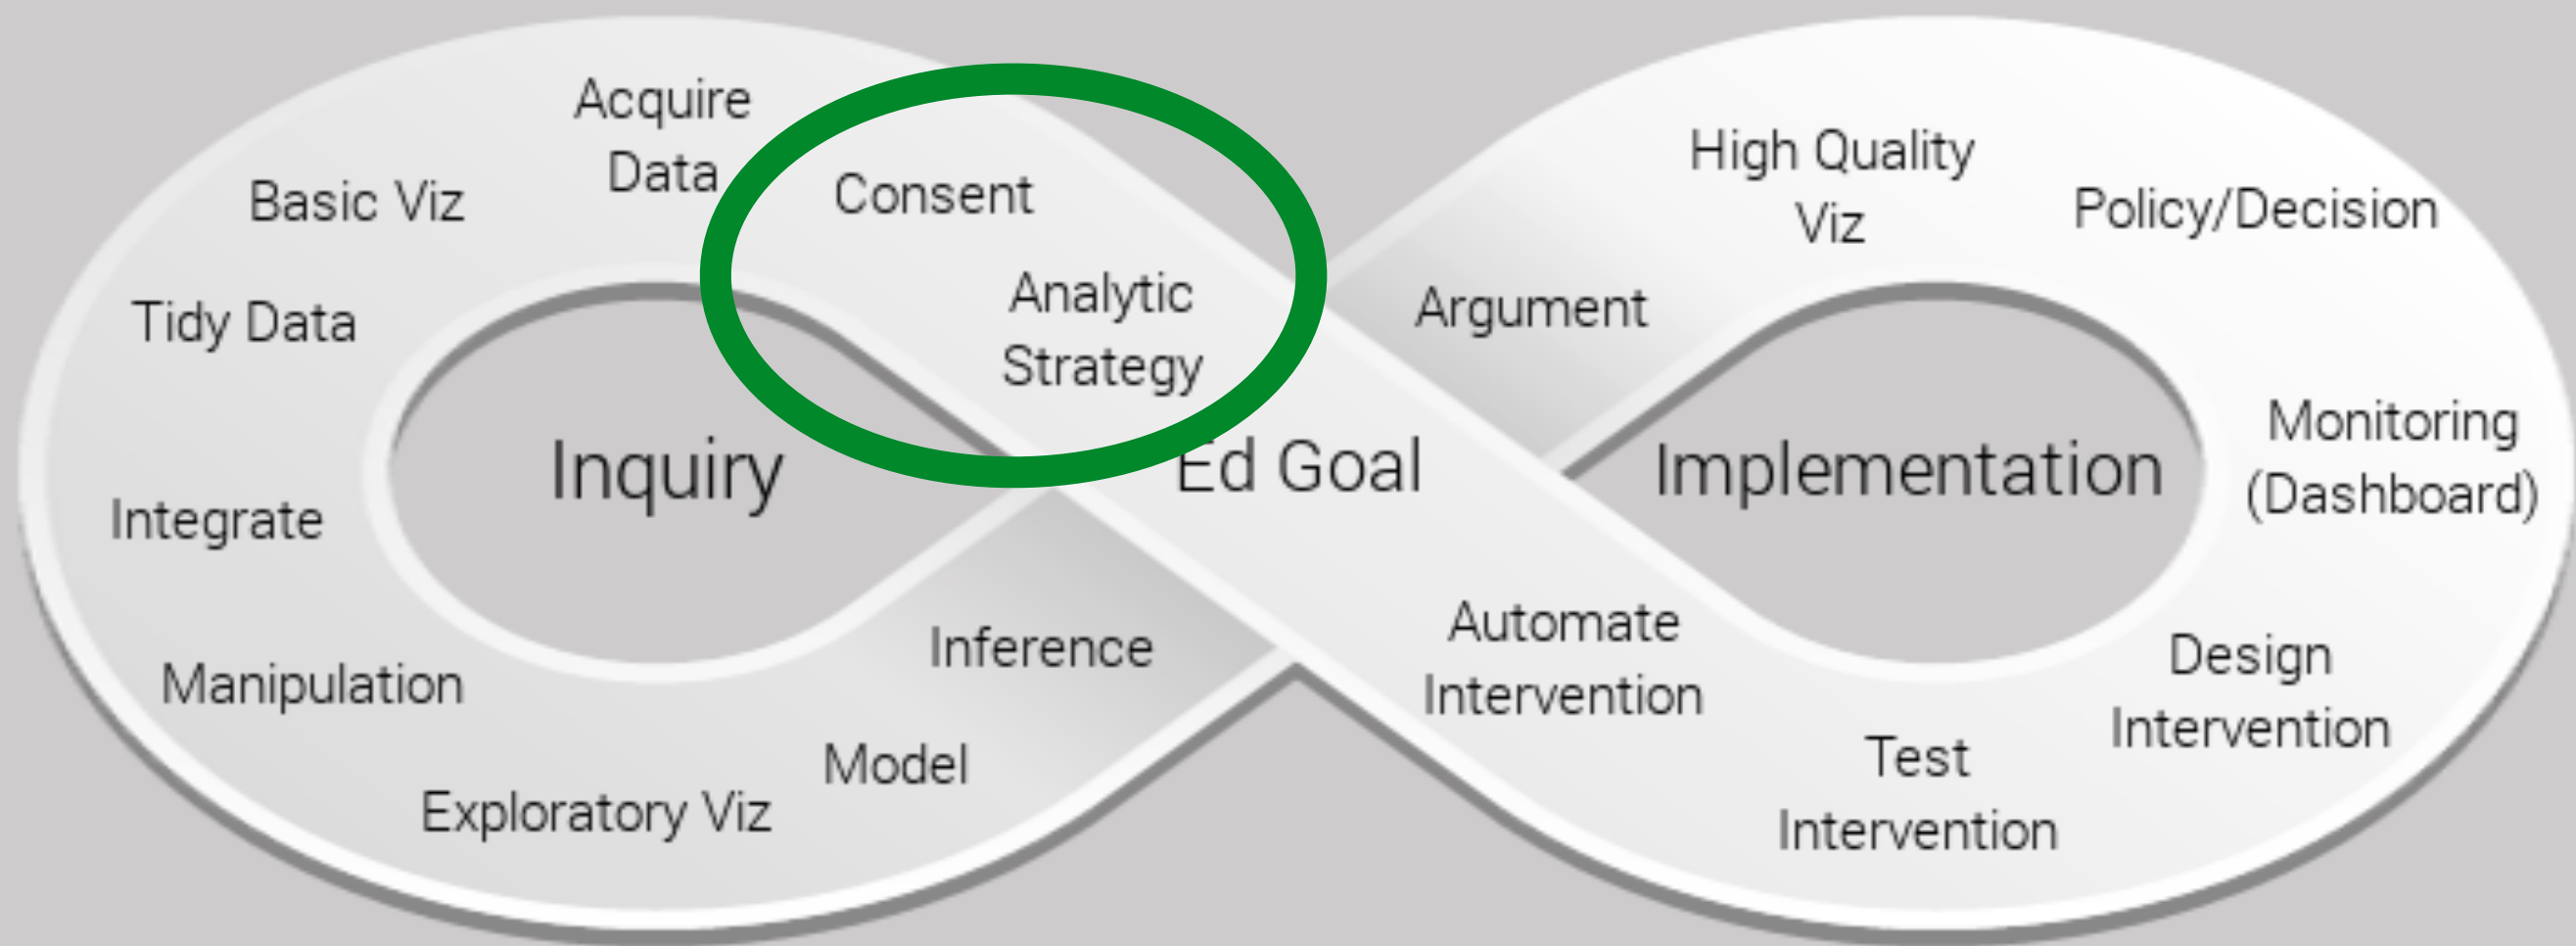 Acquire
Data
Consent
Basic Viz
Analytic
Strategy
Tidy Data
Inquiry
Ed Goal
Integrate
Manipulation
Inference
Model
Exploratory Viz
High Quality
Viz
Policy/Decision
Argument
Implementation
Monitoring
(Dashboard)
Automate
Intervention
Design
Intervention
Test
Intervention